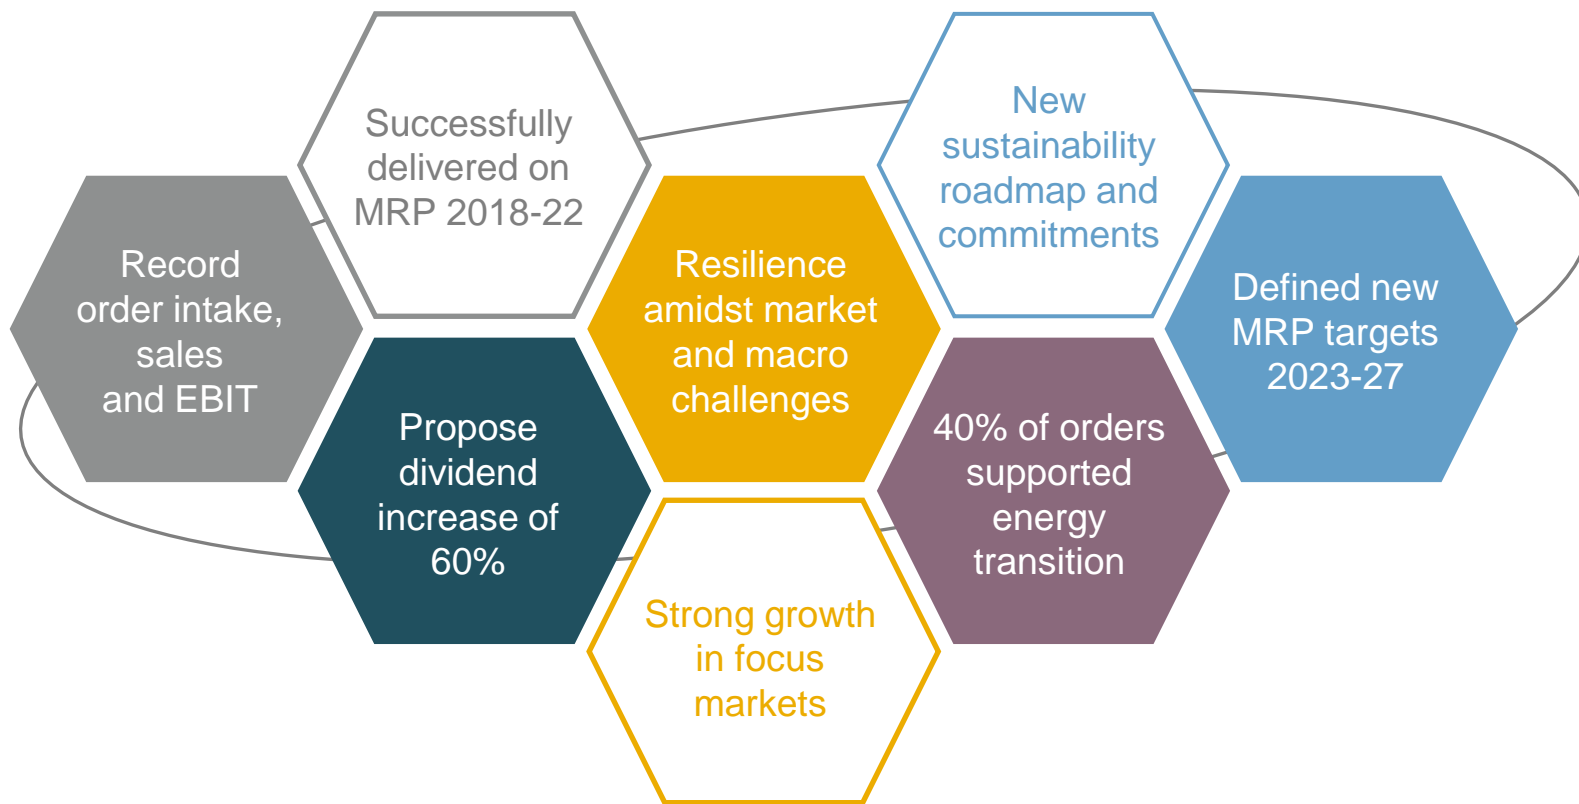 Successfully
delivered on
MRP 2018-22
New
sustainability
roadmap and
commitments
Record
order intake,
sales
and EBIT
Resilience
amidst market
and macro
challenges
Defined new
MRP targets
2023-27
Propose
dividend
increase of
60%
40% of orders
supported
energy
transition
Strong growth
in focus
markets